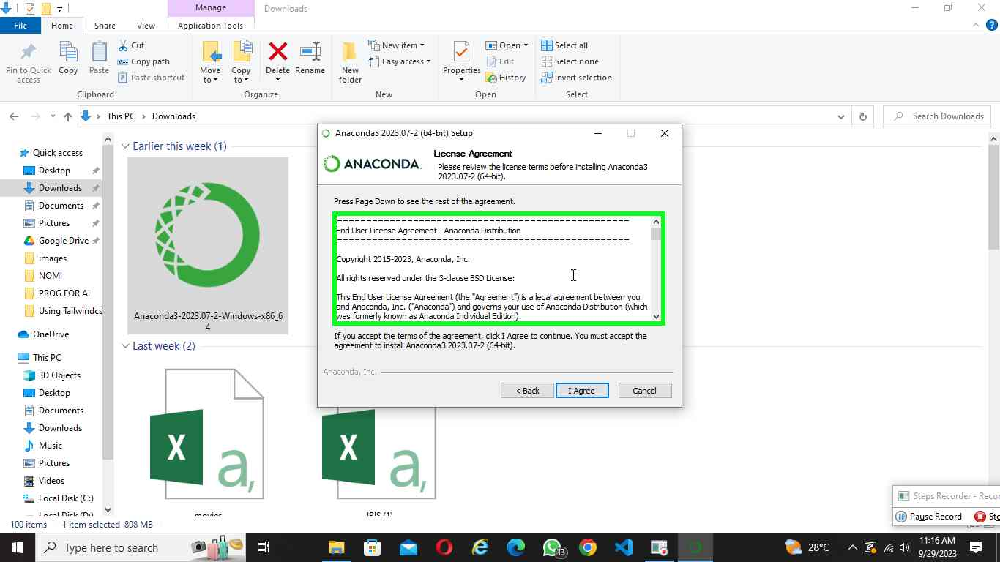 Manage
Downloads
File
Home
Share
View
Application Tools
Pin to Quick access
Copy
Paste
Cut
Copy path
Paste shortcut
Clipboard
Move to
Copy to
Delete
Rename
Organize
New folder
New item
Easy access
New
Properties
Open
Edit
History
Open
Select all
Select none
Invert selection
Select
This PC
Downloads
Search Downloads
Quick access
Desktop
Downloads
Documents
Pictures
Google Drive
images
NOMI
PROG FOR AI
Using Tailwindcs
OneDrive
This PC
3D Objects
Desktop
Documents
Downloads
Music
Pictures
Videos
Local Disk (C:)
Local Disk (D:)
Earlier this week (1)
Anaconda3-2023.07-2-Windows-x86_6
4
Last week (2)
X
a,
X
a,
movies
IRIS (1)
Anaconda3 2023.07-2 (64-bit) Setup
ANACONDA.
License Agreement
Please review the license terms before installing Anaconda3
2023.07-2 (64-bit).
Press Page Down to see the rest of the agreement.
==================================================
End User License Agreement - Anaconda Distribution
==================================================
Copyright 2015-2023, Anaconda, Inc.
All rights reserved under the 3-clause BSD License:
This End User License Agreement (the "Agreement") is a legal agreement between you
and Anaconda, Inc. ("Anaconda") and governs your use of Anaconda Distribution (which
was formerly known as Anaconda Individual Edition).
If you accept the terms of the agreement, click I Agree to continue. You must accept the
agreement to install Anaconda3 2023.07-2 (64-bit).
Anaconda, Inc.
< Back
I Agree
Cancel
Steps Recorder - Recor
Pause Record
Sto
100 items
1 item selected 898 MB
Type here to search
13
28°C
11:16 AM
9/29/2023